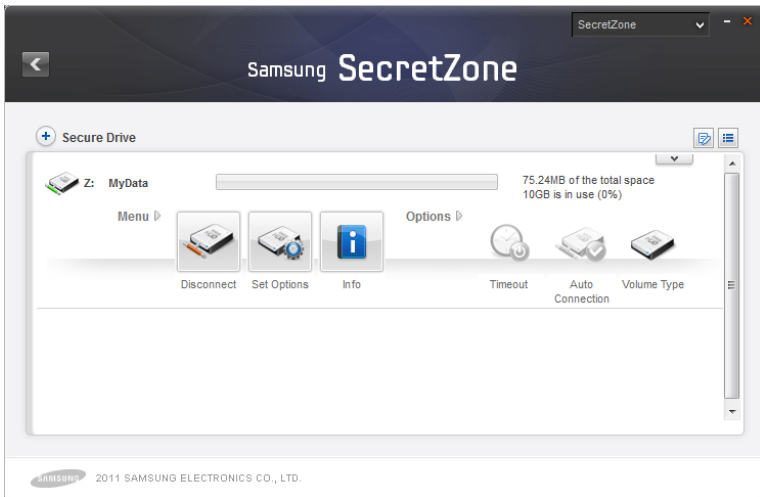 SecretZone
Samsung SecretZone
Secure Drive
Z: MyData
75.24MB of the total space
10GB is in use (0%)
Menu
Options
Disconnect
Set Options
Info
Timeout
Auto
Connection
Volume Type
SAMSUNG
2011 SAMSUNG ELECTRONICS CO., LTD.